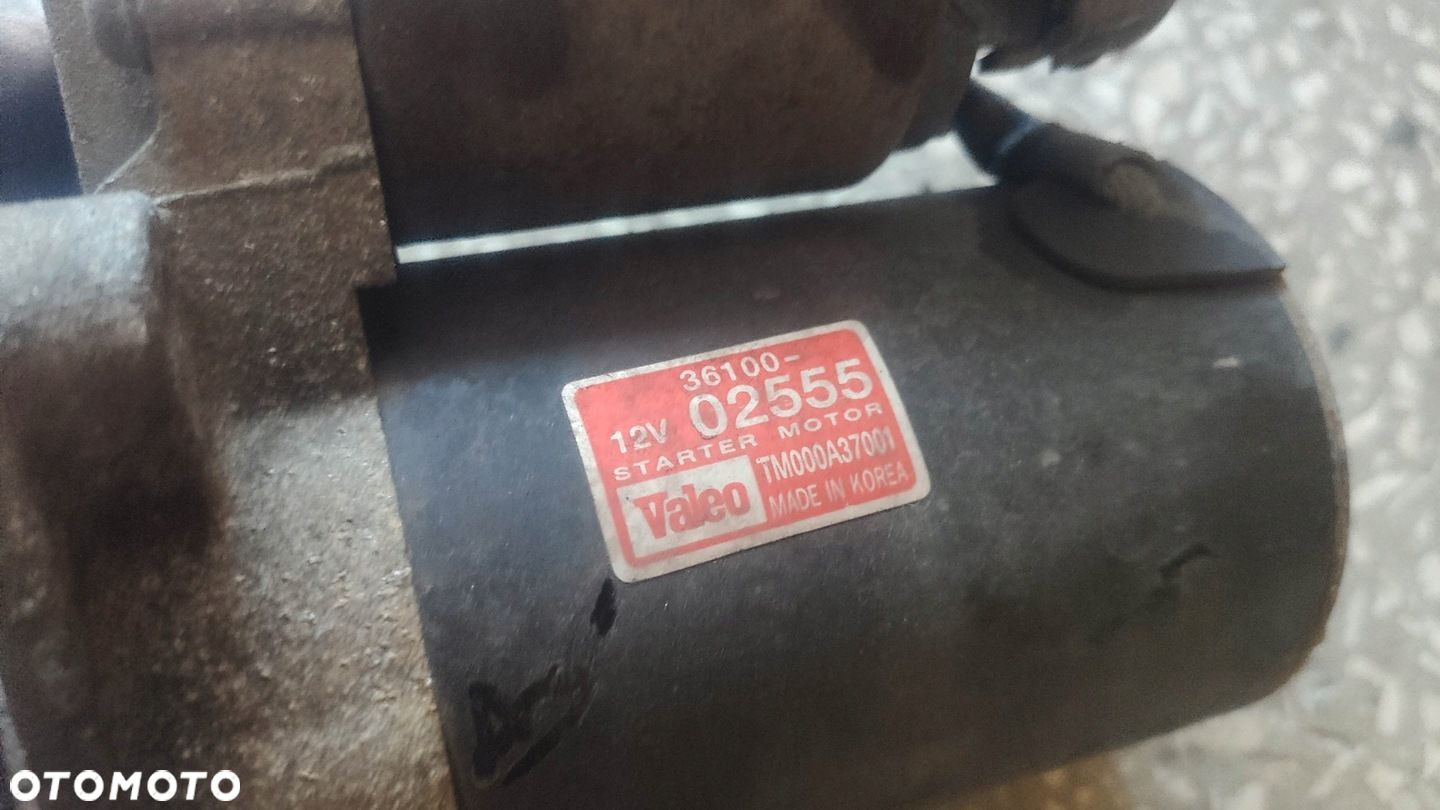 36100-
12V 02555
STARTER MOTOR
Valeo TM000A37001
MADE IN KOREA
OTOMOTO